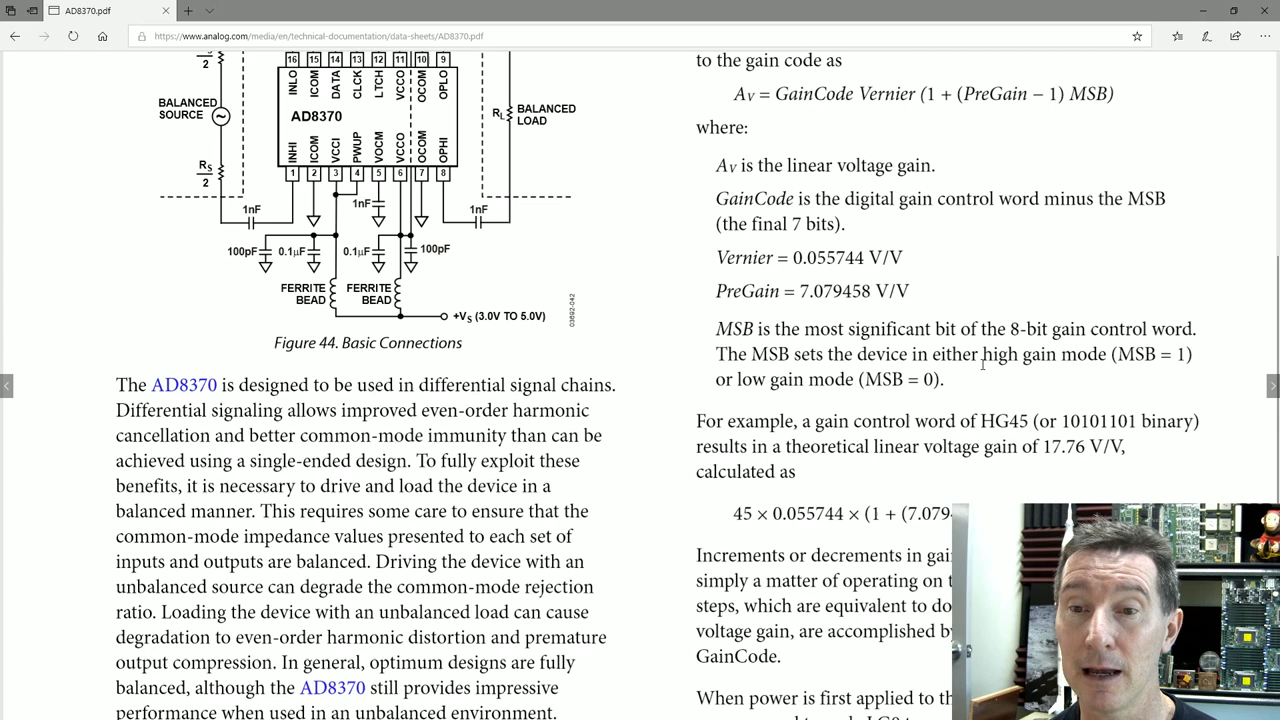 AD8370.pdf
https://www.analog.com/media/en/technical-documentation/data-sheets/AD8370.pdf
2
16 15 14 13 12 11 10 9
INLO ICOM DATA CLCK LTCH VCCO OCOM OPLO
BALANCED
SOURCE
AD8370
RL
BALANCED
LOAD
INHI ICOM VCCI PWUP VOCM VCCO OCOM OPHI
RS
2
1 2 3 4 5 6 7 8
1nF
1nF
1nF
100pF
0.1µF
0.1µF
100pF
FERRITE
BEAD
FERRITE
BEAD
+VS (3.0V TO 5.0V)
03692-042
Figure 44. Basic Connections
The AD8370 is designed to be used in differential signal chains.
Differential signaling allows improved even-order harmonic
cancellation and better common-mode immunity than can be
achieved using a single-ended design. To fully exploit these
benefits, it is necessary to drive and load the device in a
balanced manner. This requires some care to ensure that the
common-mode impedance values presented to each set of
inputs and outputs are balanced. Driving the device with an
unbalanced source can degrade the common-mode rejection
ratio. Loading the device with an unbalanced load can cause
degradation to even-order harmonic distortion and premature
output compression. In general, optimum designs are fully
balanced, although the AD8370 still provides impressive
performance when used in an unbalanced environment.
to the gain code as
AV = GainCode Vernier (1 + (PreGain − 1) MSB)
where:
AV is the linear voltage gain.
GainCode is the digital gain control word minus the MSB
(the final 7 bits).
Vernier = 0.055744 V/V
PreGain = 7.079458 V/V
MSB is the most significant bit of the 8-bit gain control word.
The MSB sets the device in either high gain mode (MSB = 1)
or low gain mode (MSB = 0).
For example, a gain control word of HG45 (or 10101101 binary)
results in a theoretical linear voltage gain of 17.76 V/V,
calculated as
45 × 0.055744 × (1 + (7.079
Increments or decrements in gai
simply a matter of operating on
steps, which are equivalent to do
voltage gain, are accomplished by
GainCode.
When power is first applied to th